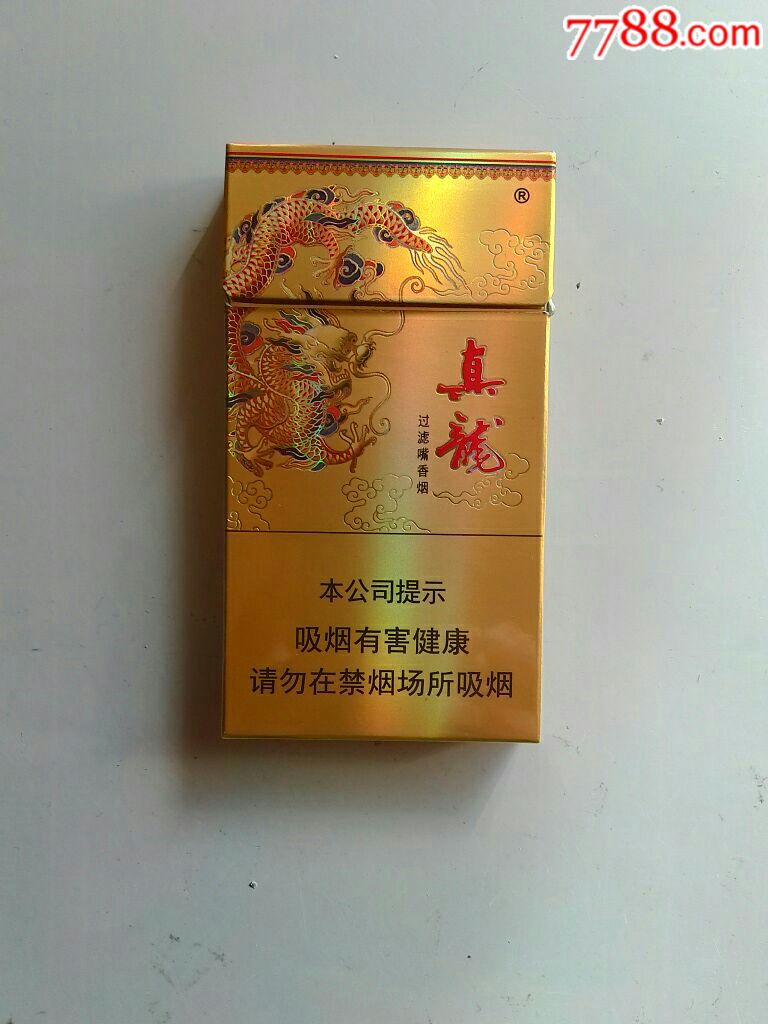 7788.com
®
真龍
过滤嘴香烟
本公司提示
吸烟有害健康
请勿在禁烟场所吸烟